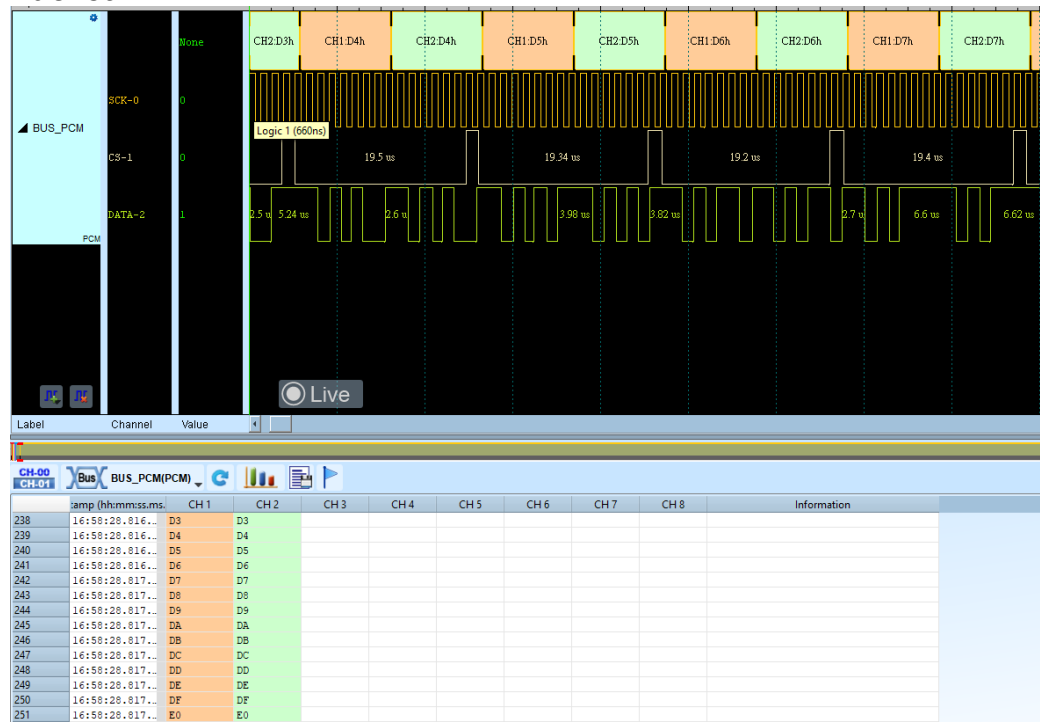 None
CH2:D3h CH1:D4h CH2:D4h CH1:D5h CH2:D5h CH1:D6h CH2:D6h CH1:D7h CH2:D7h
SCK-0 0
BUS_PCM
Logic 1 (660ns)
CS-1 0 19.5 us 19.34 us 19.2 us 19.4 us
DATA-2 1 2.5 u 5.24 us 2.6 u 3.98 us 3.82 us 2.7 u 6.6 us 6.62 us
PCM
Live
Label Channel Value
CH-00
CH-01
Bus BUS_PCM(PCM)
:amp (hh:mm:ss.ms. CH 1 CH 2 CH 3 CH 4 CH 5 CH 6 CH 7 CH 8 Information
238 16:58:28.816... D3 D3
239 16:58:28.816... D4 D4
240 16:58:28.816... D5 D5
241 16:58:28.816... D6 D6
242 16:58:28.817... D7 D7
243 16:58:28.817... D8 D8
244 16:58:28.817... D9 D9
245 16:58:28.817... DA DA
246 16:58:28.817... DB DB
247 16:58:28.817... DC DC
248 16:58:28.817... DD DD
249 16:58:28.817... DE DE
250 16:58:28.817... DF DF
251 16:58:28.817... E0 E0